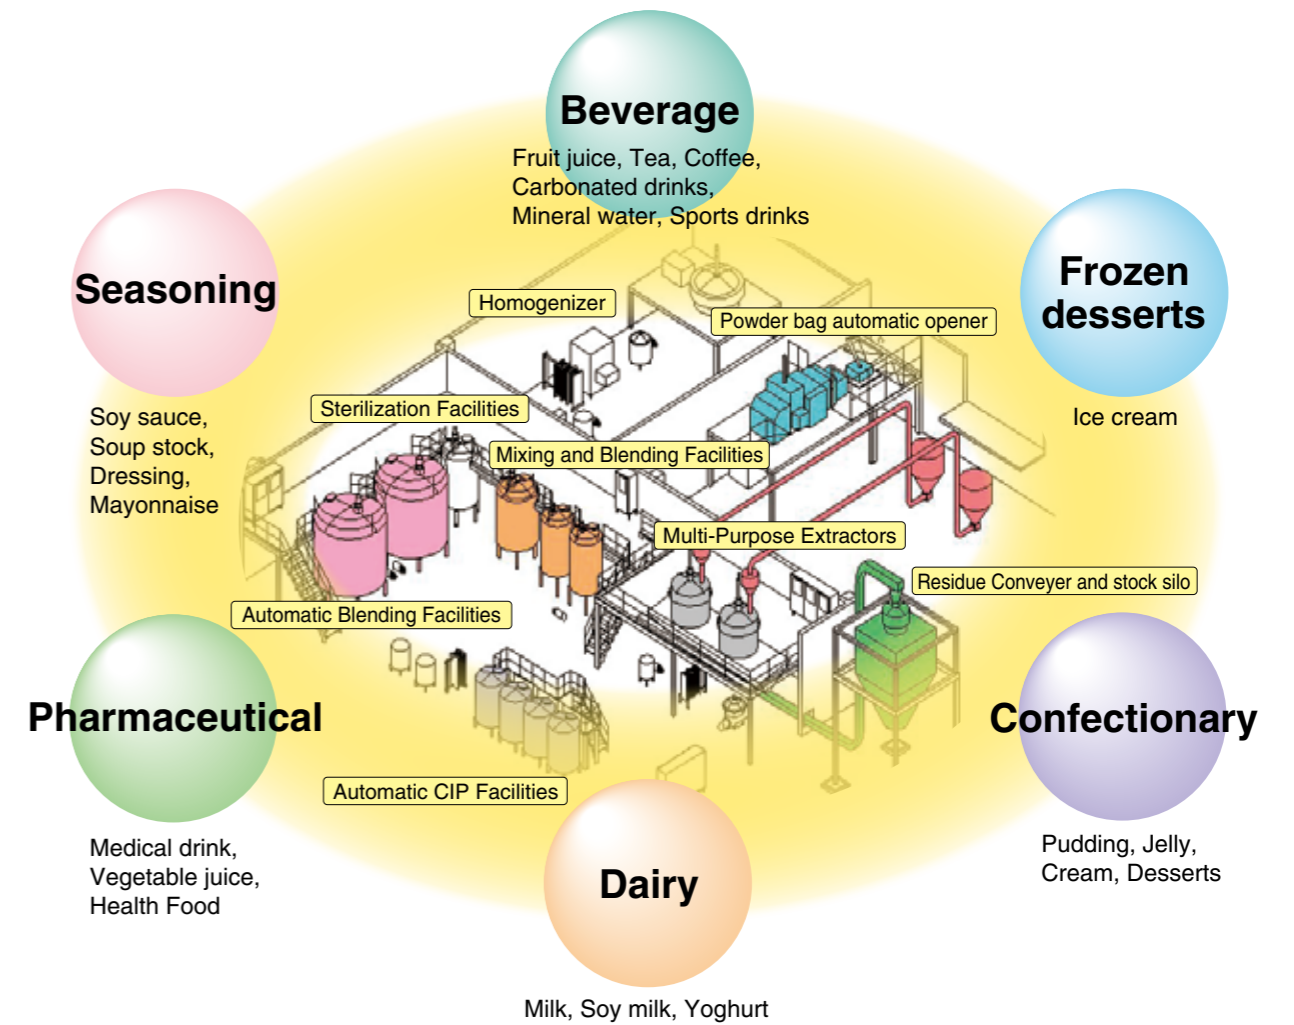 Beverage
Fruit juice, Tea, Coffee,
Carbonated drinks,
Mineral water, Sports drinks
Seasoning
Soy sauce,
Soup stock,
Dressing,
Mayonnaise
Frozen
desserts
Ice cream
Homogenizer
Powder bag automatic opener
Sterilization Facilities
Mixing and Blending Facilities
Multi-Purpose Extractors
Residue Conveyer and stock silo
Automatic Blending Facilities
Automatic CIP Facilities
Pharmaceutical
Medical drink,
Vegetable juice,
Health Food
Confectionary
Pudding, Jelly,
Cream, Desserts
Dairy
Milk, Soy milk, Yoghurt